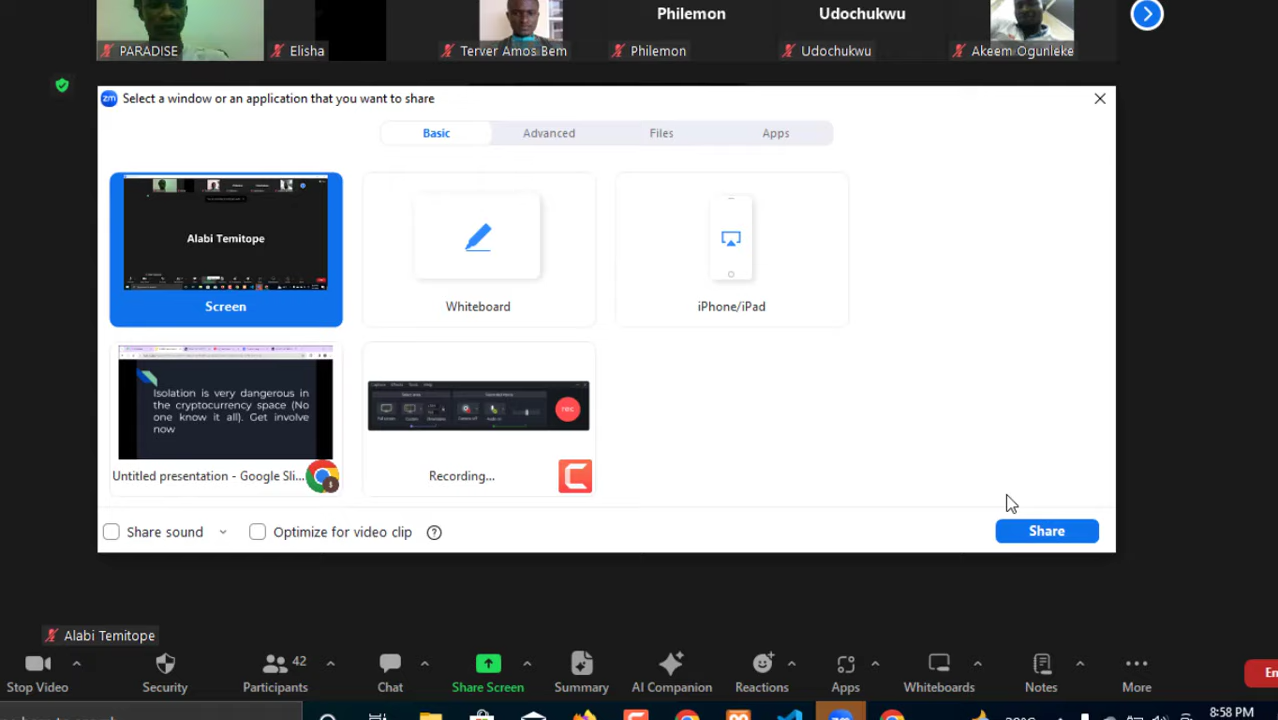 Philemon
Udochukwu
PARADISE
Elisha
Terver Amos Bem
Philemon
Udochukwu
Akeem Ogunleke
zm
Select a window or an application that you want to share
Basic
Advanced
Files
Apps
Alabi Temitope
Screen
Whiteboard
iPhone/iPad
Isolation is very dangerous in
the cryptocurrency space (No
one know it all). Get involve
now
Untitled presentation - Google Sli...
Recording...
Share sound
Optimize for video clip
?
Share
Alabi Temitope
42
Stop Video
Security
Participants
Chat
Share Screen
Summary
AI Companion
Reactions
Apps
Whiteboards
Notes
More
En
8:58 PM